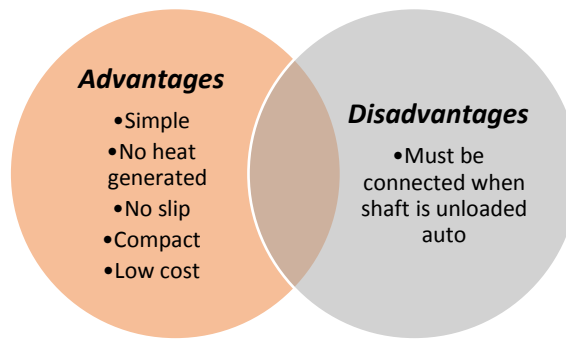 Advantages
•Simple
•No heat
generated
•No slip
•Compact
•Low cost
Disadvantages
•Must be
connected when
shaft is unloaded
auto